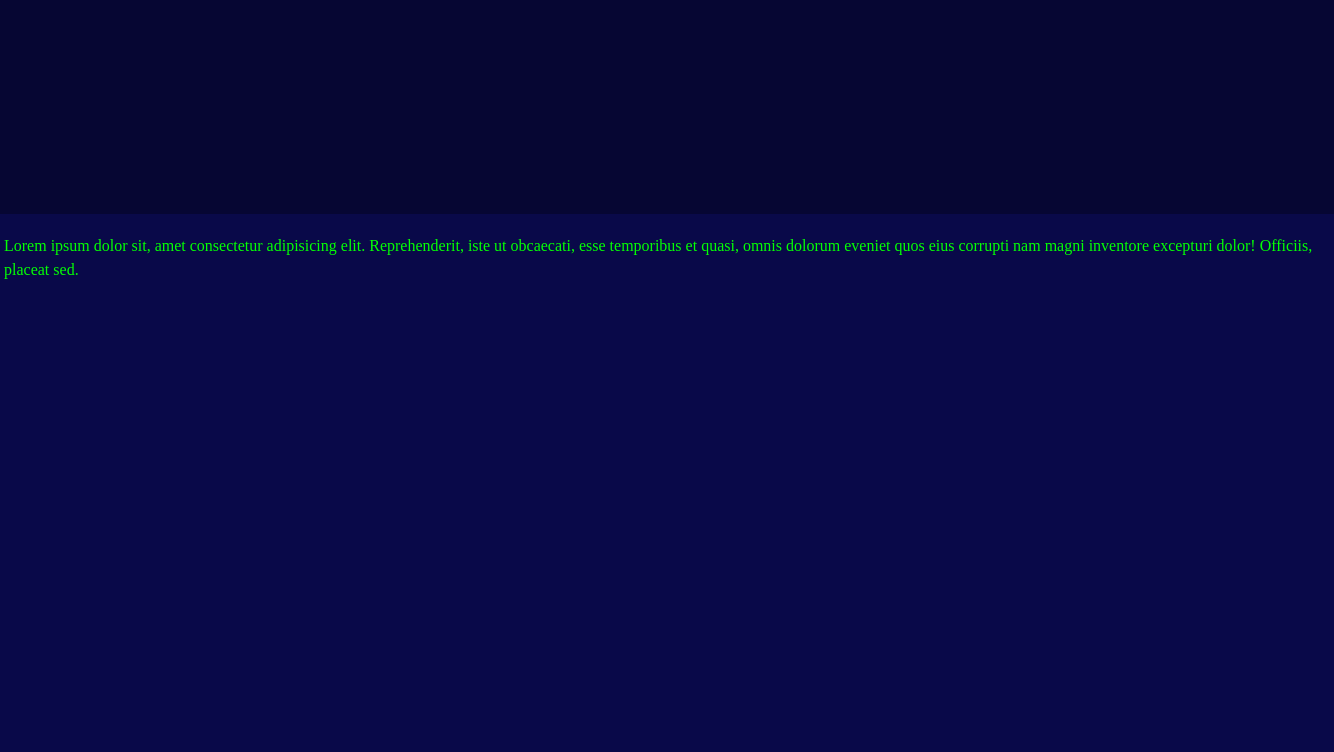 Lorem ipsum dolor sit, amet consectetur adipisicing elit. Reprehenderit, iste ut obcaecati, esse temporibus et quasi, omnis dolorum eveniet quos eius corrupti nam magni inventore excepturi dolor! Officiis,
placeat sed.